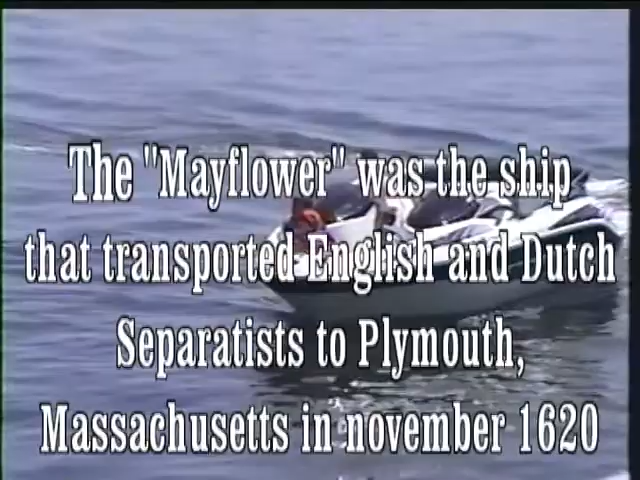 The "Mayflower" was the ship
that transported English and Dutch
Separatists to Plymouth,
Massachusetts in november 1620